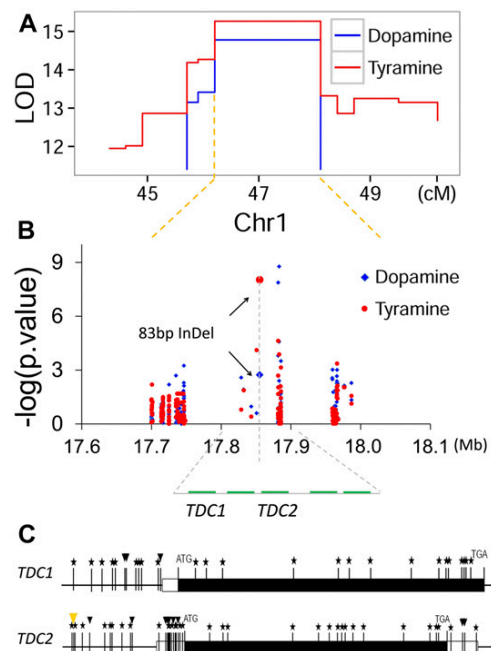 A
LOD
15
14
13
12
Dopamine
Tyramine
45
47
49
(cM)
Chr1
B
-log(p.value)
9
6
3
0
Dopamine
Tyramine
83bp InDel
17.6
17.7
17.8
17.9
18.0
18.1
(Mb)
TDC1
TDC2
C
TDC1
ATG
TGA
TDC2
ATG
TGA